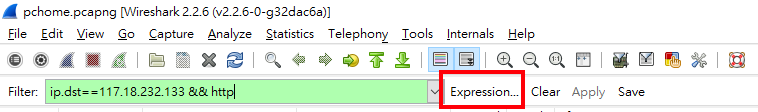 pchome.pcapng [Wireshark 2.2.6 (v2.2.6-0-g32dac6a)]
File Edit View Go Capture Analyze Statistics Telephony Tools Internals Help
Filter: ip.dst==117.18.232.133 && http Expression... Clear Apply Save